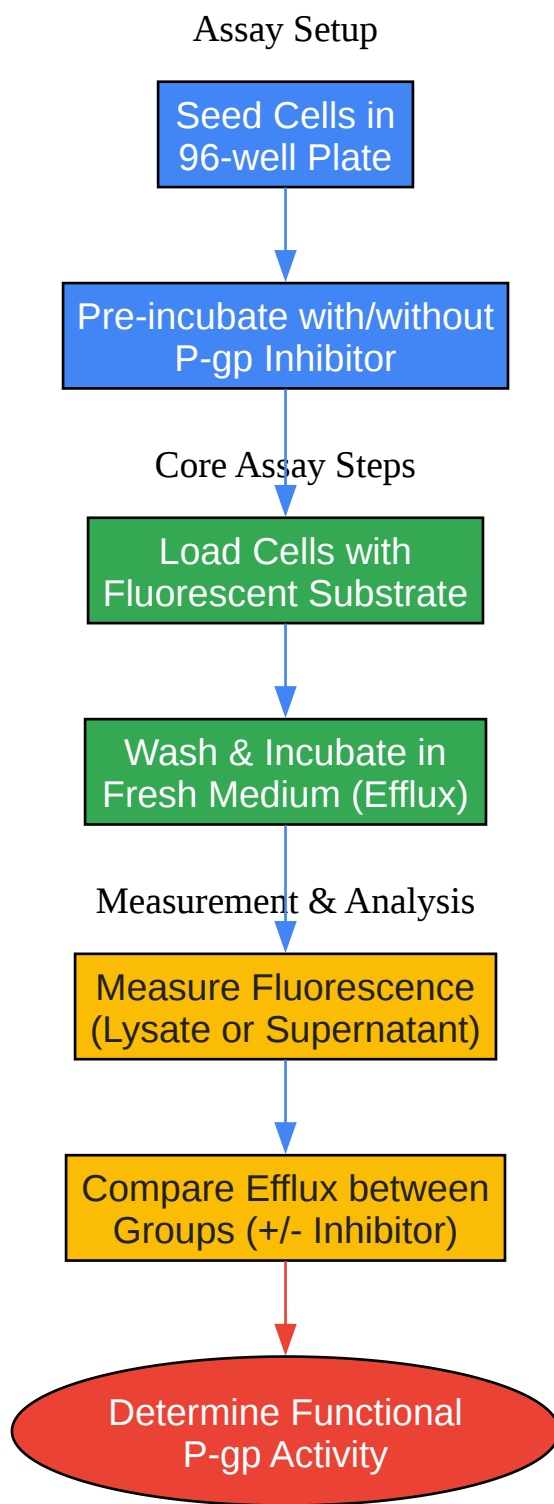 Assay Setup
Seed Cells in
96-well Plate
Pre-incubate with/without
P-gp Inhibitor
Core Assay Steps
Load Cells with
Fluorescent Substrate
Wash & Incubate in
Fresh Medium (Efflux)
Measurement & Analysis
Measure Fluorescence
(Lysate or Supernatant)
Compare Efflux between
Groups (+/- Inhibitor)
Determine Functional
P-gp Activity